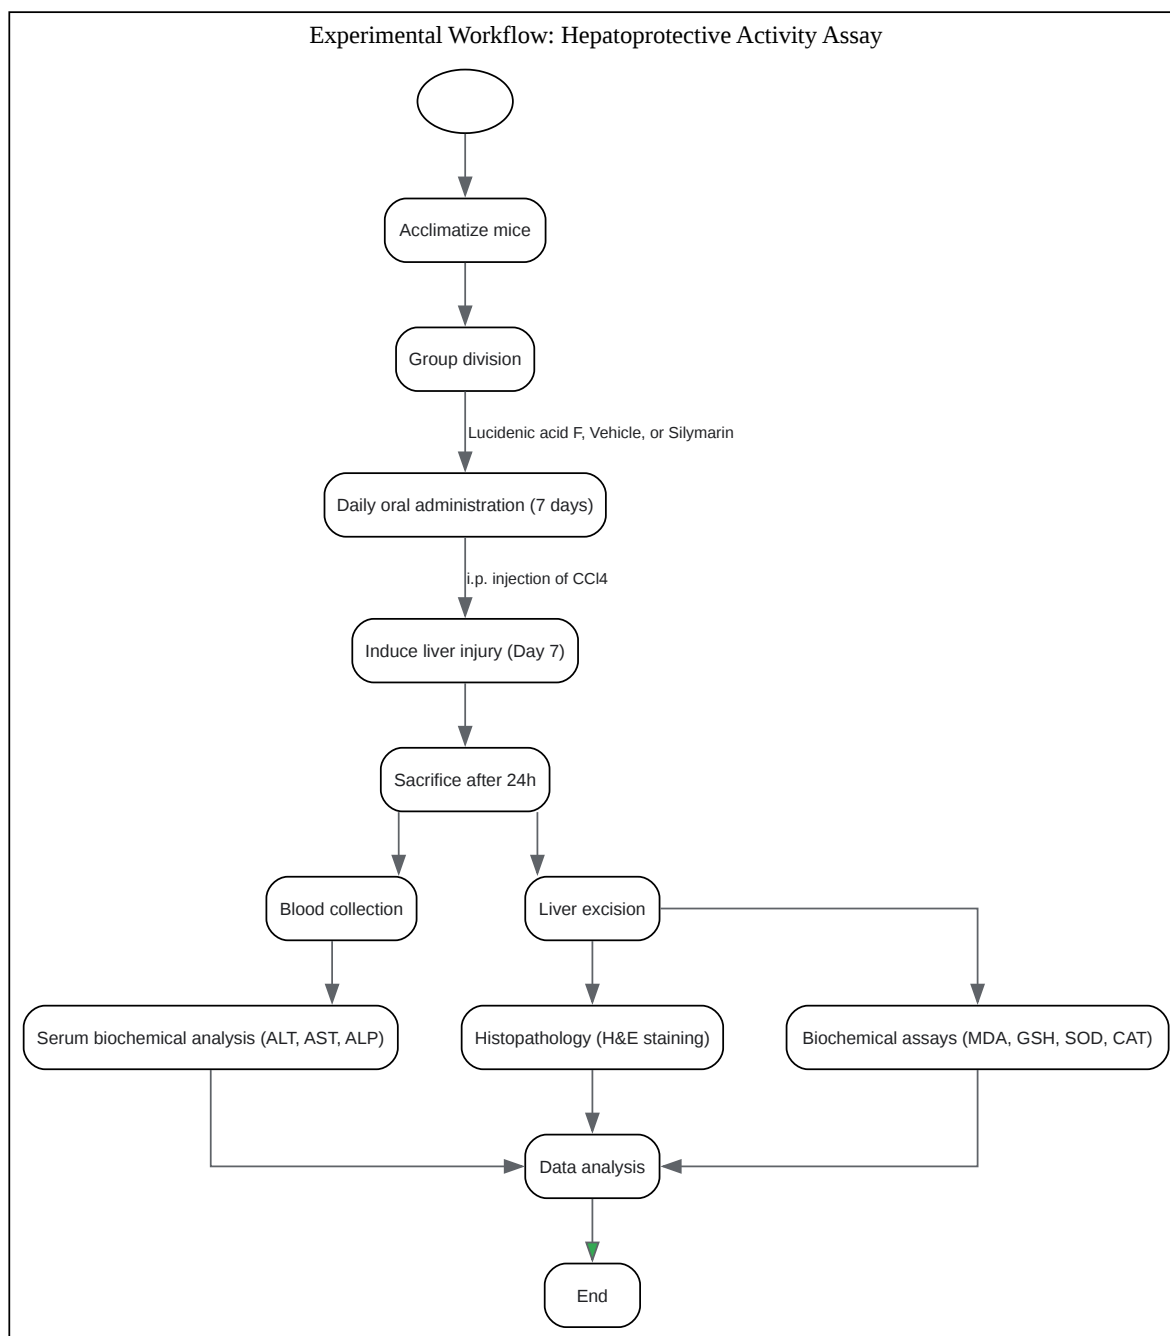 Experimental Workflow: Hepatoprotective Activity Assay
Acclimatize mice
Group division
Lucidenic acid F, Vehicle, or Silymarin
Daily oral administration (7 days)
i.p. injection of CCl4
Induce liver injury (Day 7)
Sacrifice after 24h
Blood collection
Liver excision
Serum biochemical analysis (ALT, AST, ALP)
Histopathology (H&E staining)
Biochemical assays (MDA, GSH, SOD, CAT)
Data analysis
End